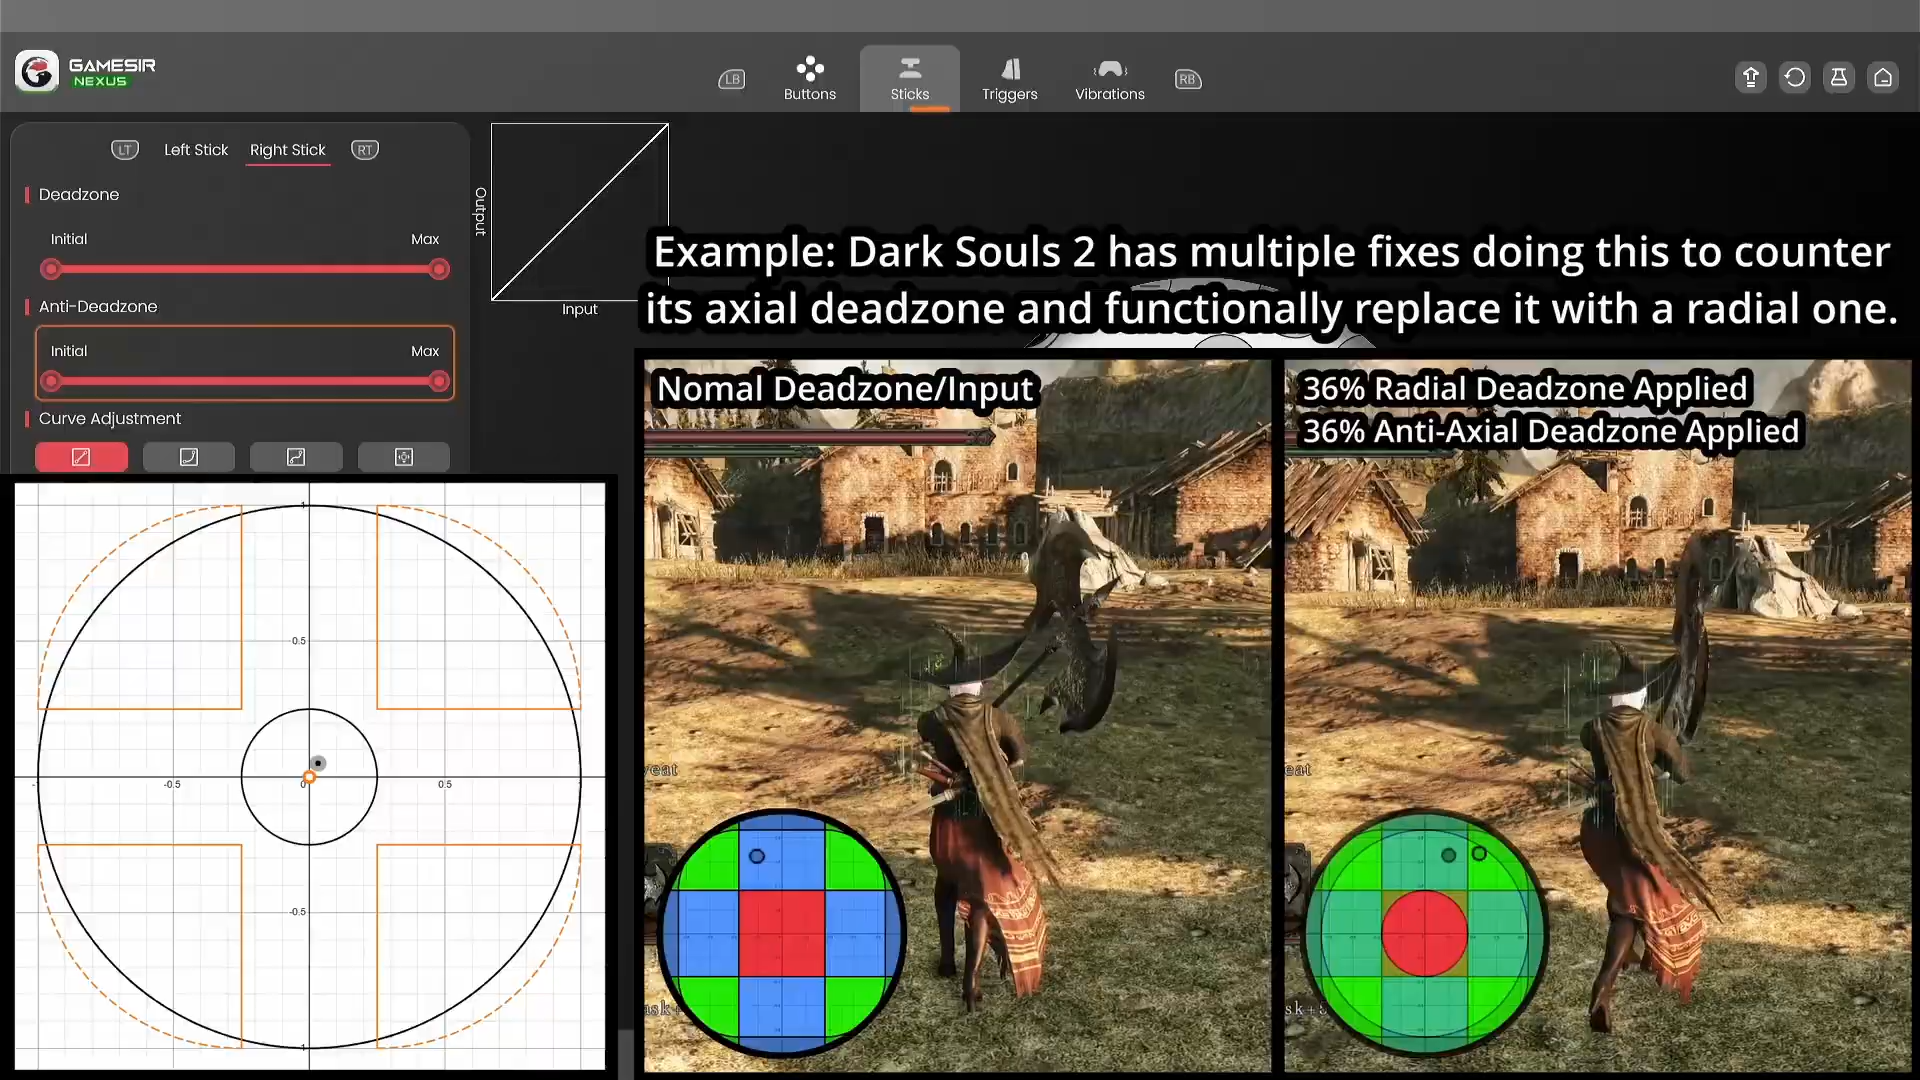 GAMESIR
NEXUS
LB
Buttons
Sticks
Triggers
Vibrations
RB
LT
Left Stick
Right Stick
RT
Deadzone
Initial
Max
Anti-Deadzone
Initial
Max
Curve Adjustment
Output
Input
Example: Dark Souls 2 has multiple fixes doing this to counter
its axial deadzone and functionally replace it with a radial one.
Nomal Deadzone/Input
36% Radial Deadzone Applied
36% Anti-Axial Deadzone Applied
0.5
-0.5
0
0.5
-0.5